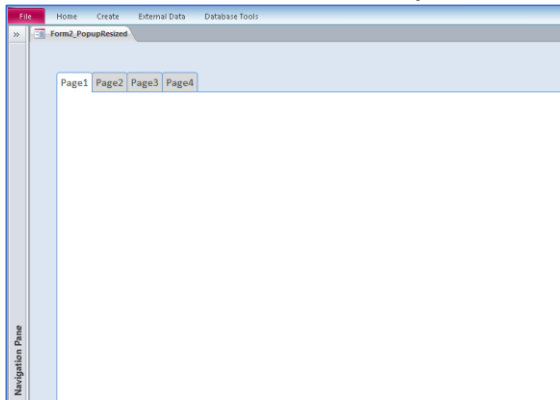 File Home Create External Data Database Tools
» Form2_PopupResized
Page1 Page2 Page3 Page4
Navigation Pane